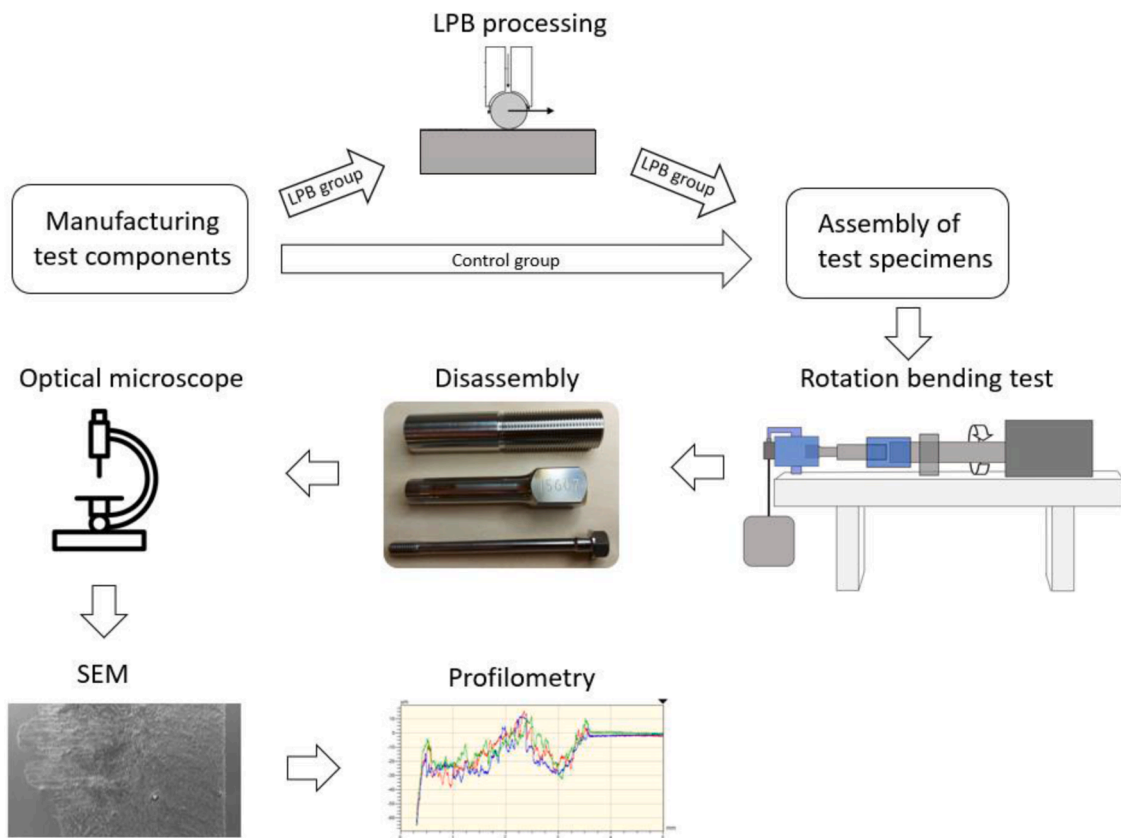 LPB processing
LPB group
LPB group
Manufacturing
test components
Control group
Assembly of
test specimens
Optical microscope
Disassembly
Rotation bending test
15607
SEM
Profilometry